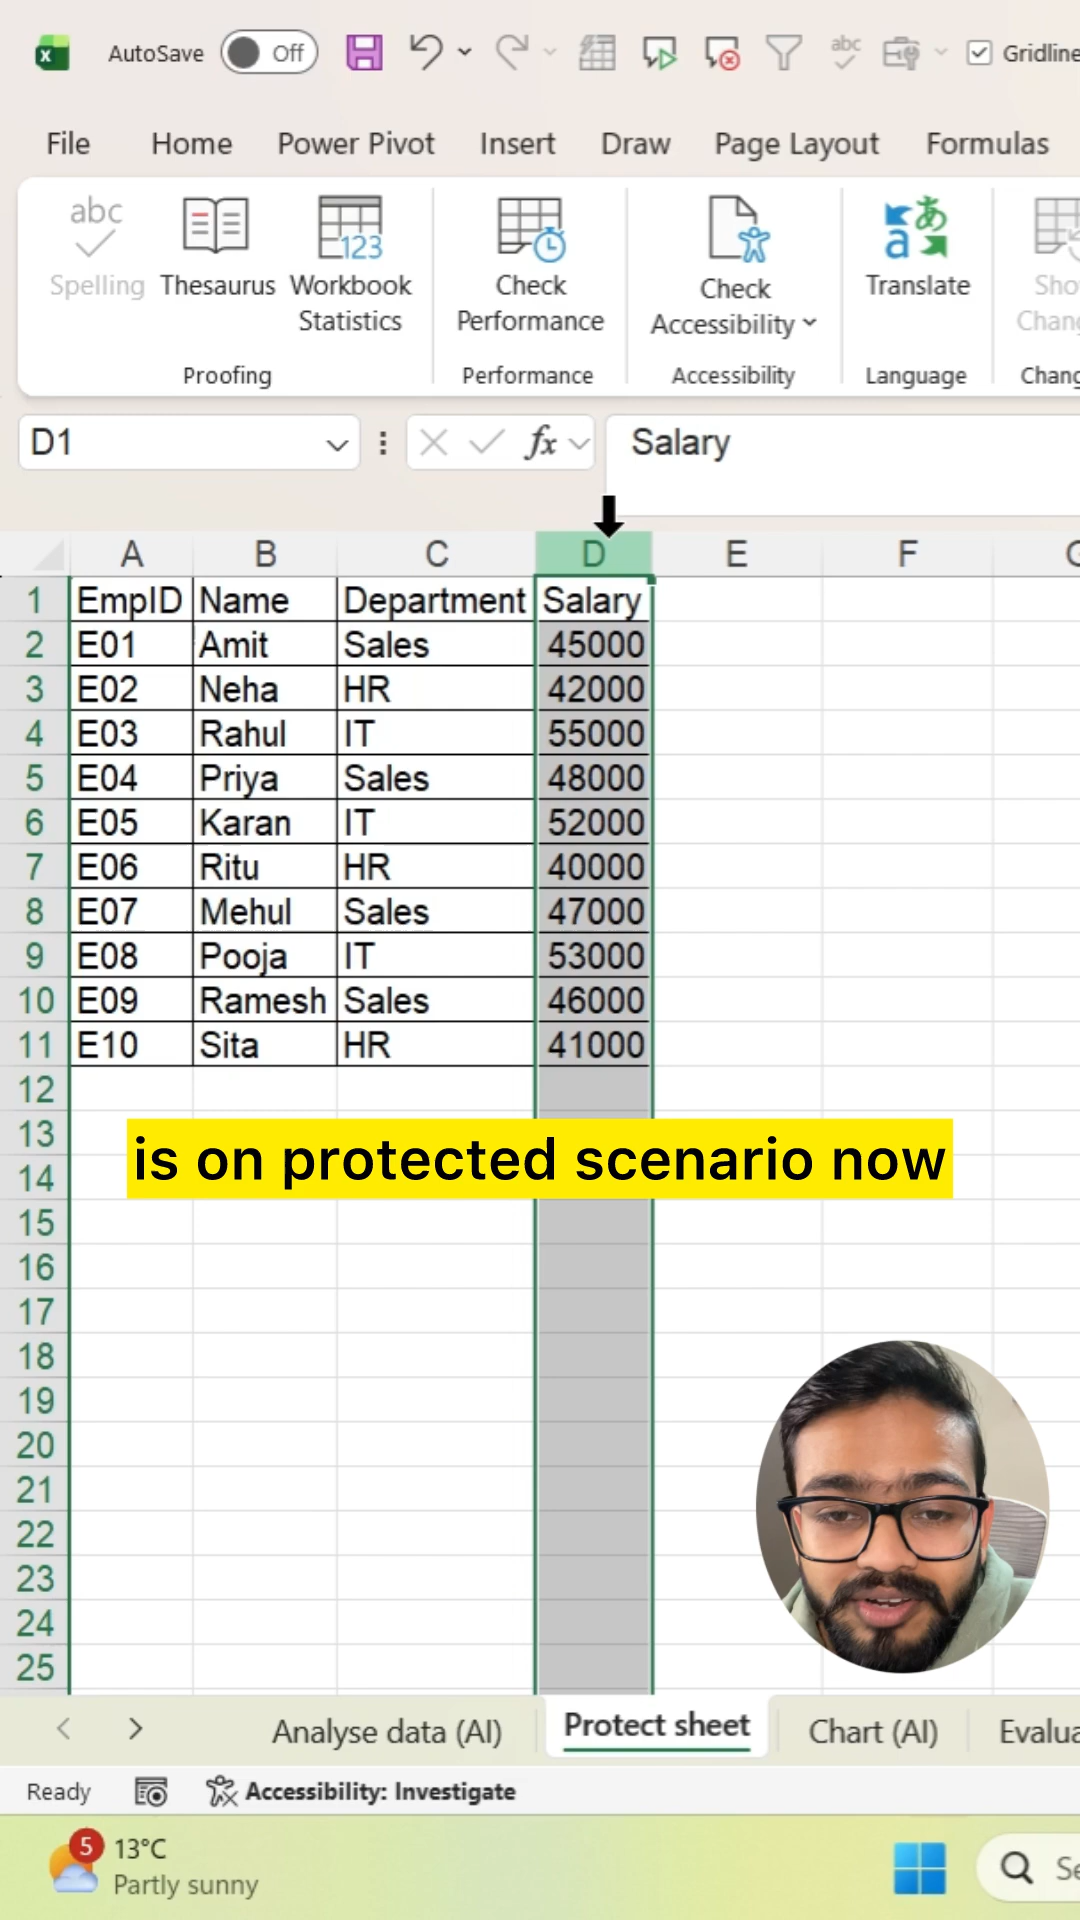 AutoSave Off Gridline
File Home Power Pivot Insert Draw Page Layout Formulas
abc
Spelling Thesaurus Workbook Statistics Check Performance Check Accessibility Translate
Proofing Performance Accessibility Language
D1 fx Salary
A B C D E F
1 EmpID Name Department Salary
2 E01 Amit Sales 45000
3 E02 Neha HR 42000
4 E03 Rahul IT 55000
5 E04 Priya Sales 48000
6 E05 Karan IT 52000
7 E06 Ritu HR 40000
8 E07 Mehul Sales 47000
9 E08 Pooja IT 53000
10 E09 Ramesh Sales 46000
11 E10 Sita HR 41000
12
13
is on protected scenario now
14
15
16
17
18
19
20
21
22
23
24
25
Analyse data (AI) Protect sheet Chart (AI) Evalua
Ready Accessibility: Investigate
5 13°C
Partly sunny